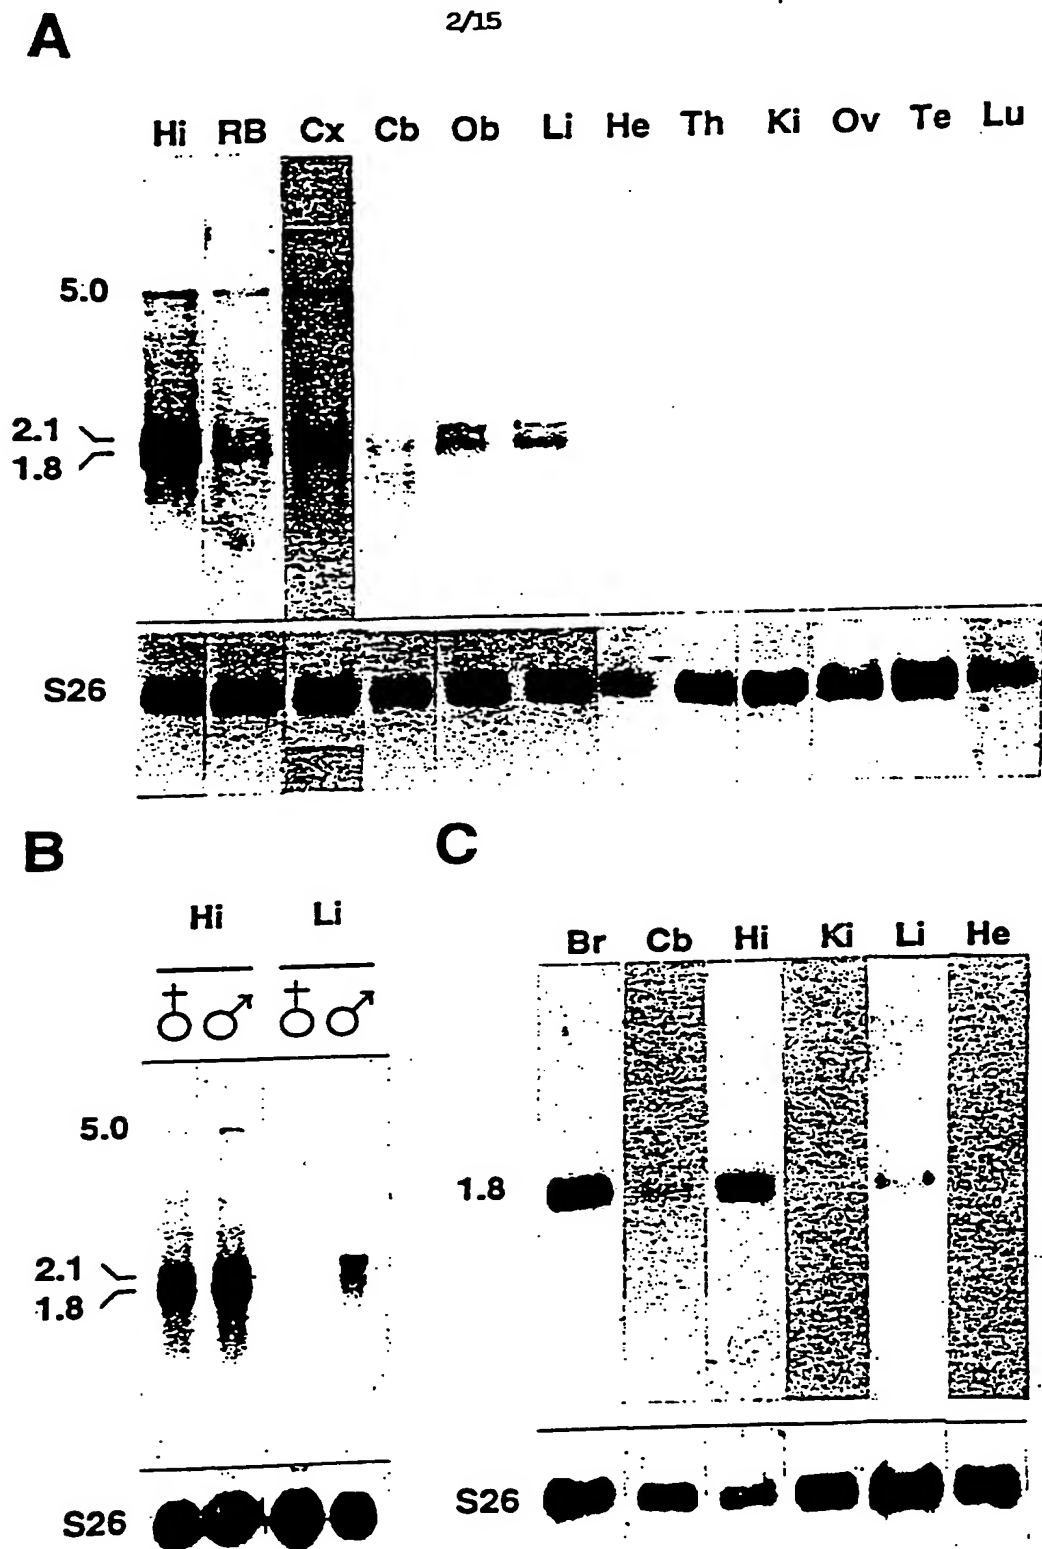 2/15
A
Hi RB Cx Cb Ob Li He Th Ki Ov Te Lu
5.0
2.1
1.8
S26
B
C
Hi Li
♀ ♂ ♀ ♂
Br Cb Hi Ki Li He
5.0
1.8
2.1
1.8
S26
S26